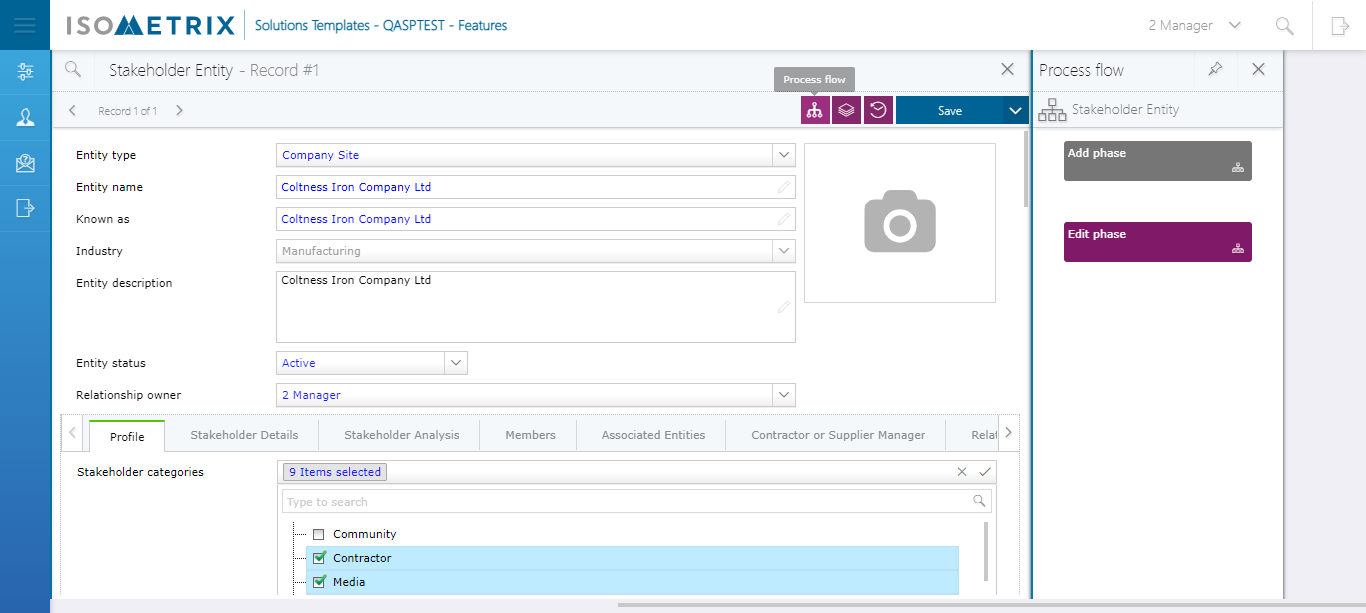 ISOMETRIX Solutions Templates - QASPTEST - Features
2 Manager
Stakeholder Entity - Record #1
Process flow
Process flow
Record 1 of 1
Save
Stakeholder Entity
Add phase
Edit phase
Entity type
Company Site
Entity name
Coltness Iron Company Ltd
Known as
Coltness Iron Company Ltd
Industry
Manufacturing
Entity description
Coltness Iron Company Ltd
Entity status
Active
Relationship owner
2 Manager
Profile
Stakeholder Details
Stakeholder Analysis
Members
Associated Entities
Contractor or Supplier Manager
Relat
Stakeholder categories
9 Items selected
Type to search
Community
Contractor
Media